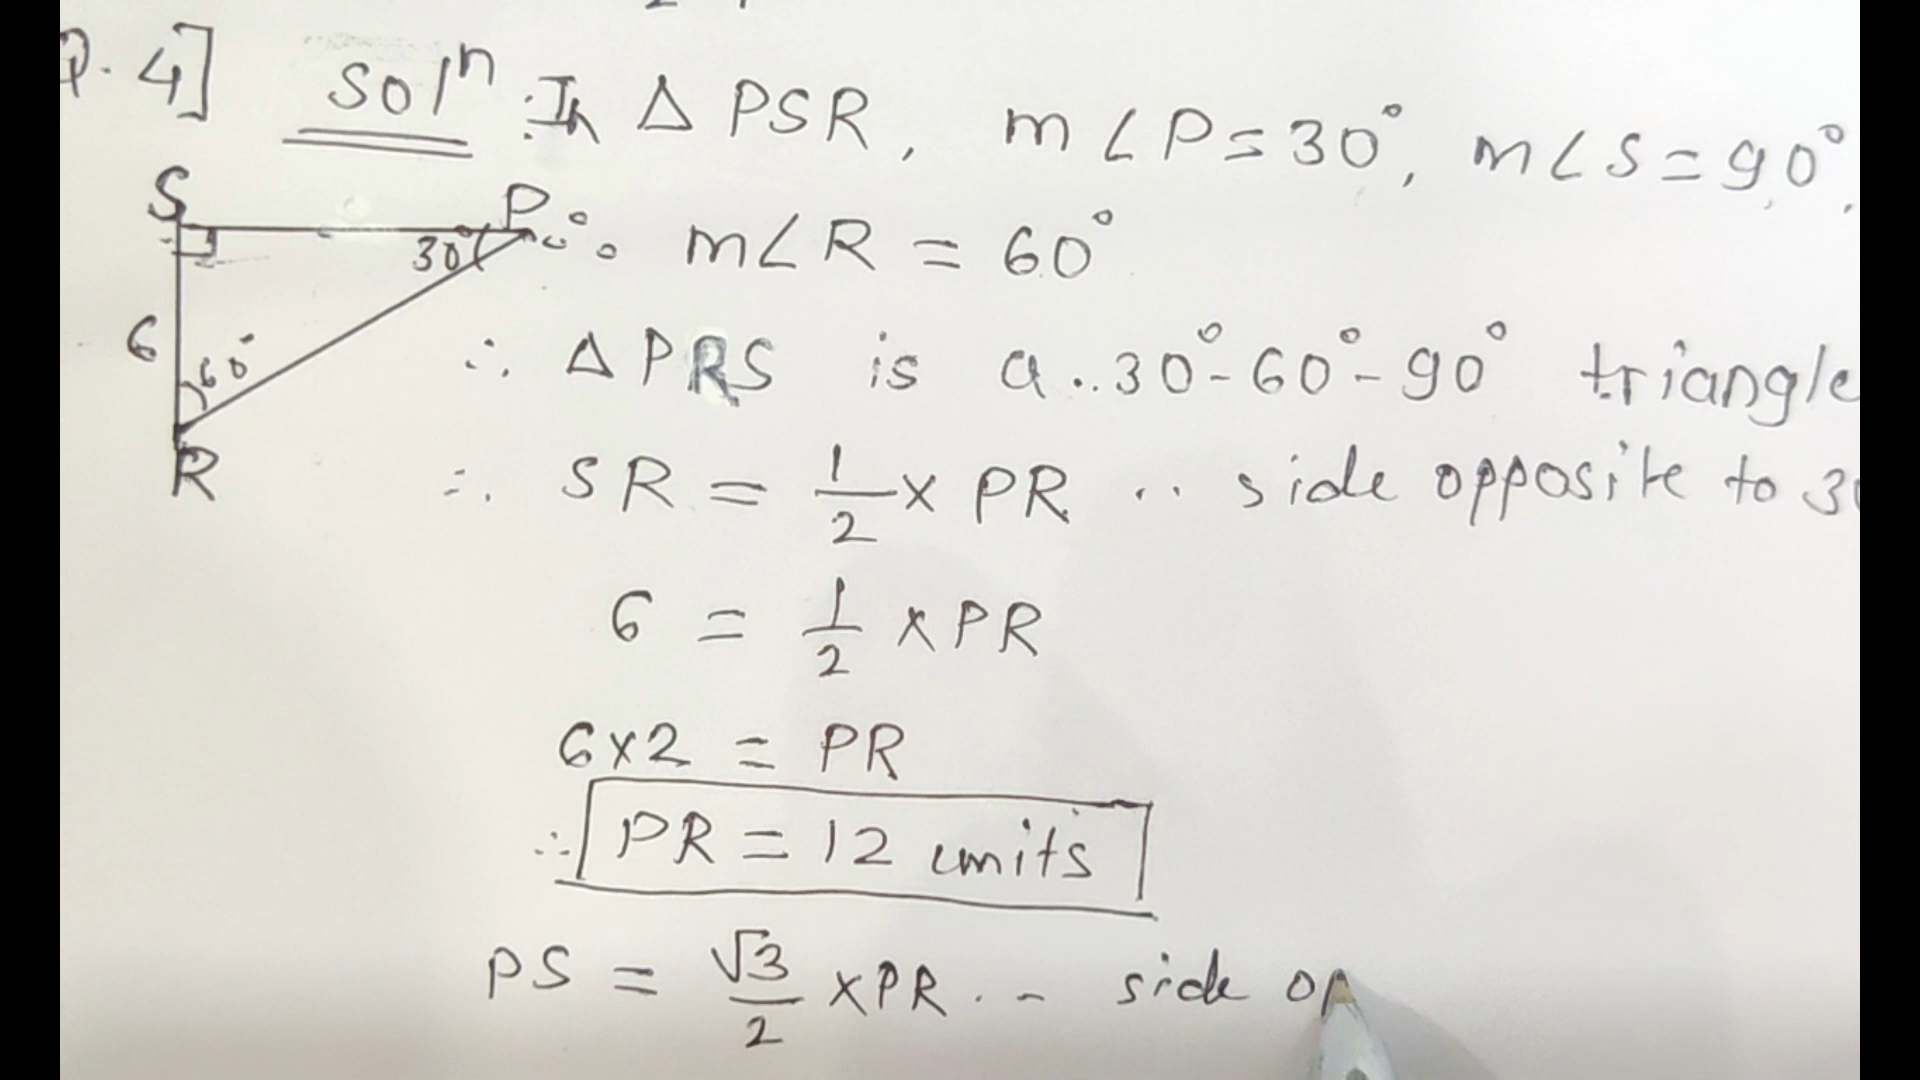 4] Solⁿ : In Δ PSR, m∠P = 30°, m∠S = 90°,
S P
30°
∴ m∠R = 60°
6
60°
R
∴ Δ PRS is a .. 30° - 60° - 90° triangle
∴ SR = 1/2 × PR .. side opposite to
6 = 1/2 × PR
6×2 = PR
∴ PR = 12 units
PS = √3/2 × PR .. - side